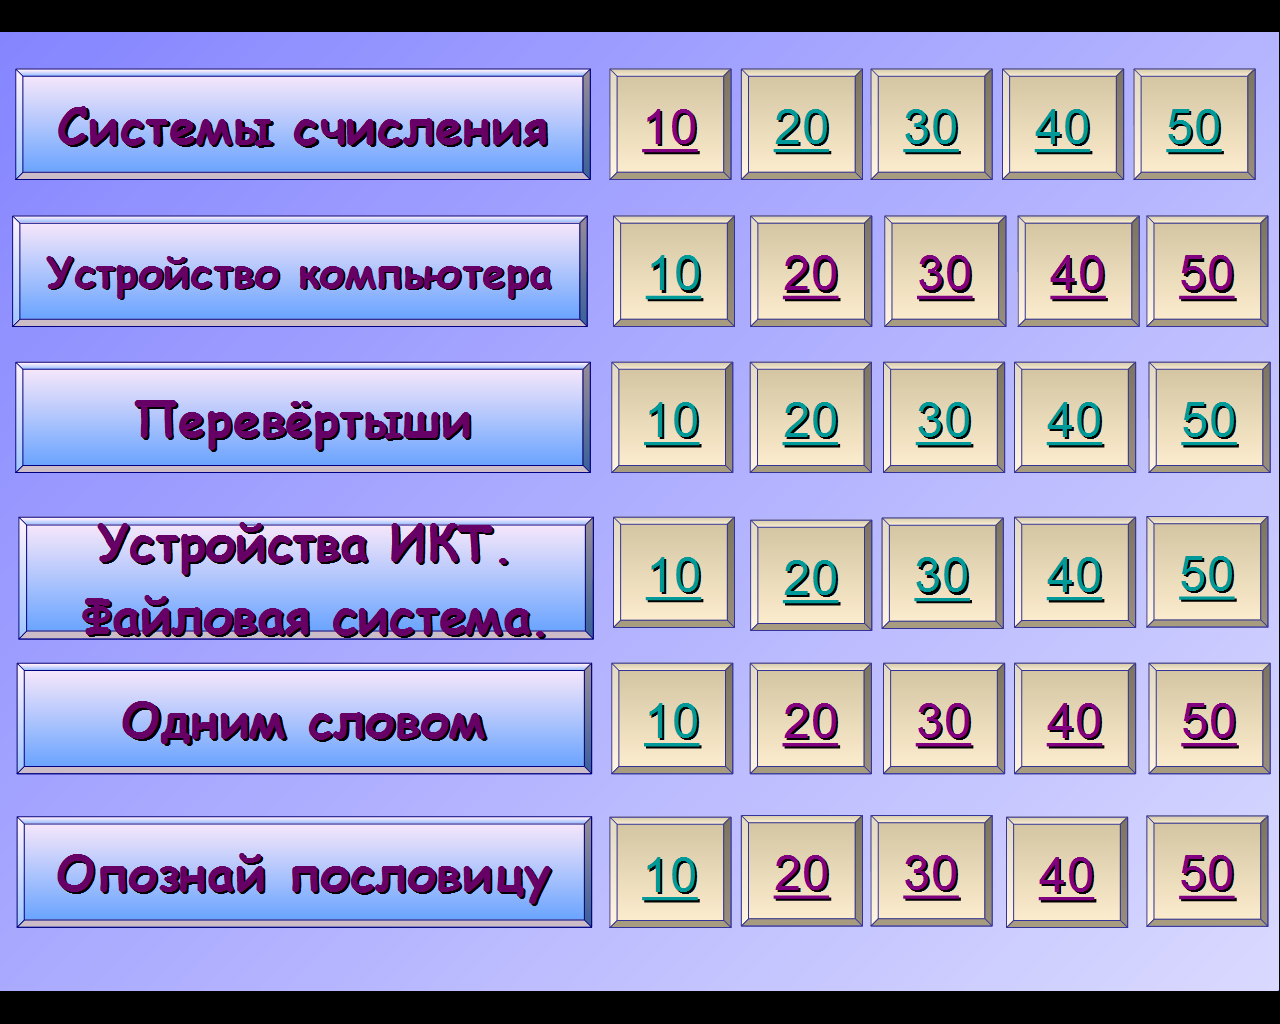 Системы счисления 10 20 30 40 50
Устройство компьютера 10 20 30 40 50
Перевёртыши 10 20 30 40 50
Устройства ИКТ.
Файловая система. 10 20 30 40 50
Одним словом 10 20 30 40 50
Опознай пословицу 10 20 30 40 50